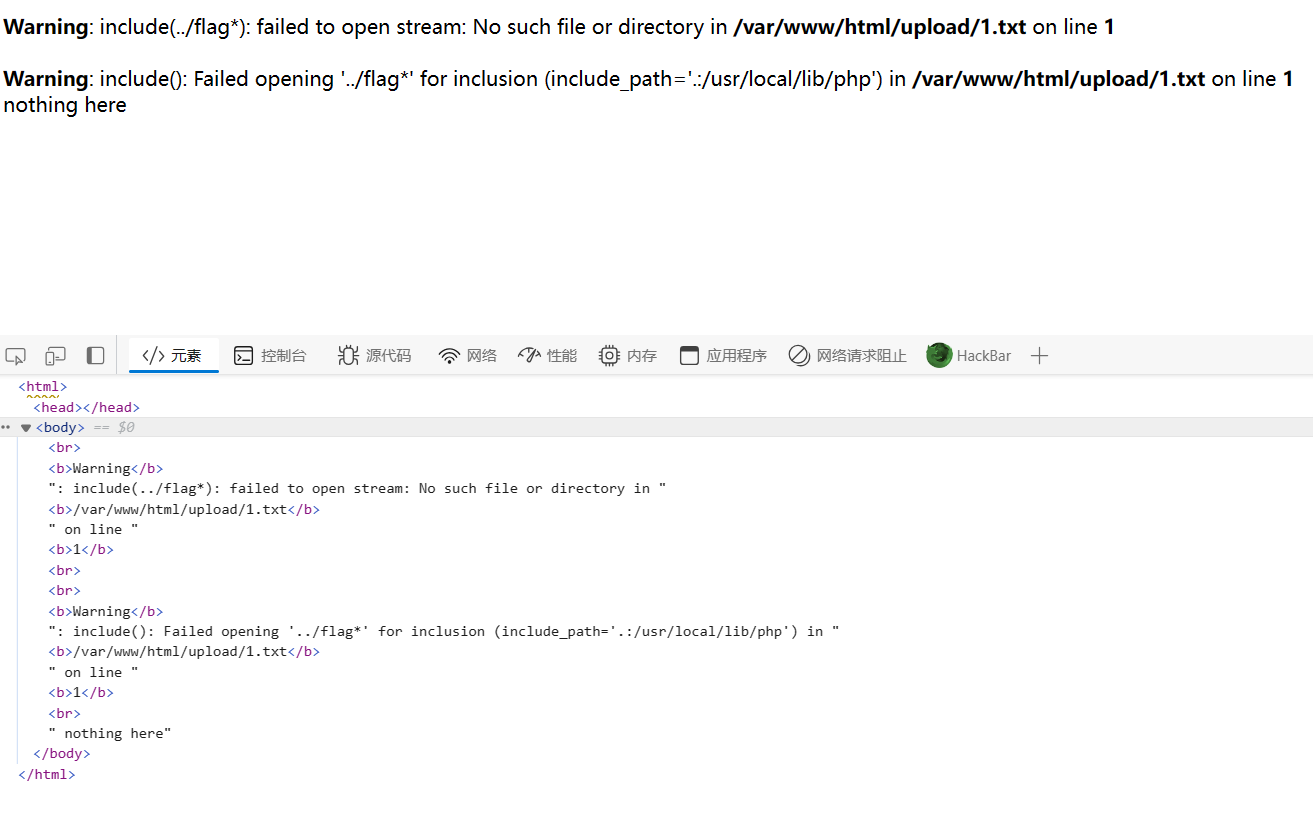 Warning: include(../flag*): failed to open stream: No such file or directory in /var/www/html/upload/1.txt on line 1
Warning: include(): Failed opening '../flag*' for inclusion (include_path='.:/usr/local/lib/php') in /var/www/html/upload/1.txt on line 1
nothing here
</> 元素 控制台 源代码 网络 性能 内存 应用程序 网络请求阻止 HackBar
<html>
<head></head>
<body> == $0
<br>
<b>Warning</b>
": include(../flag*): failed to open stream: No such file or directory in "
<b>/var/www/html/upload/1.txt</b>
" on line "
<b>1</b>
<br>
<br>
<b>Warning</b>
": include(): Failed opening '../flag*' for inclusion (include_path='.:/usr/local/lib/php') in "
<b>/var/www/html/upload/1.txt</b>
" on line "
<b>1</b>
<br>
" nothing here"
</body>
</html>